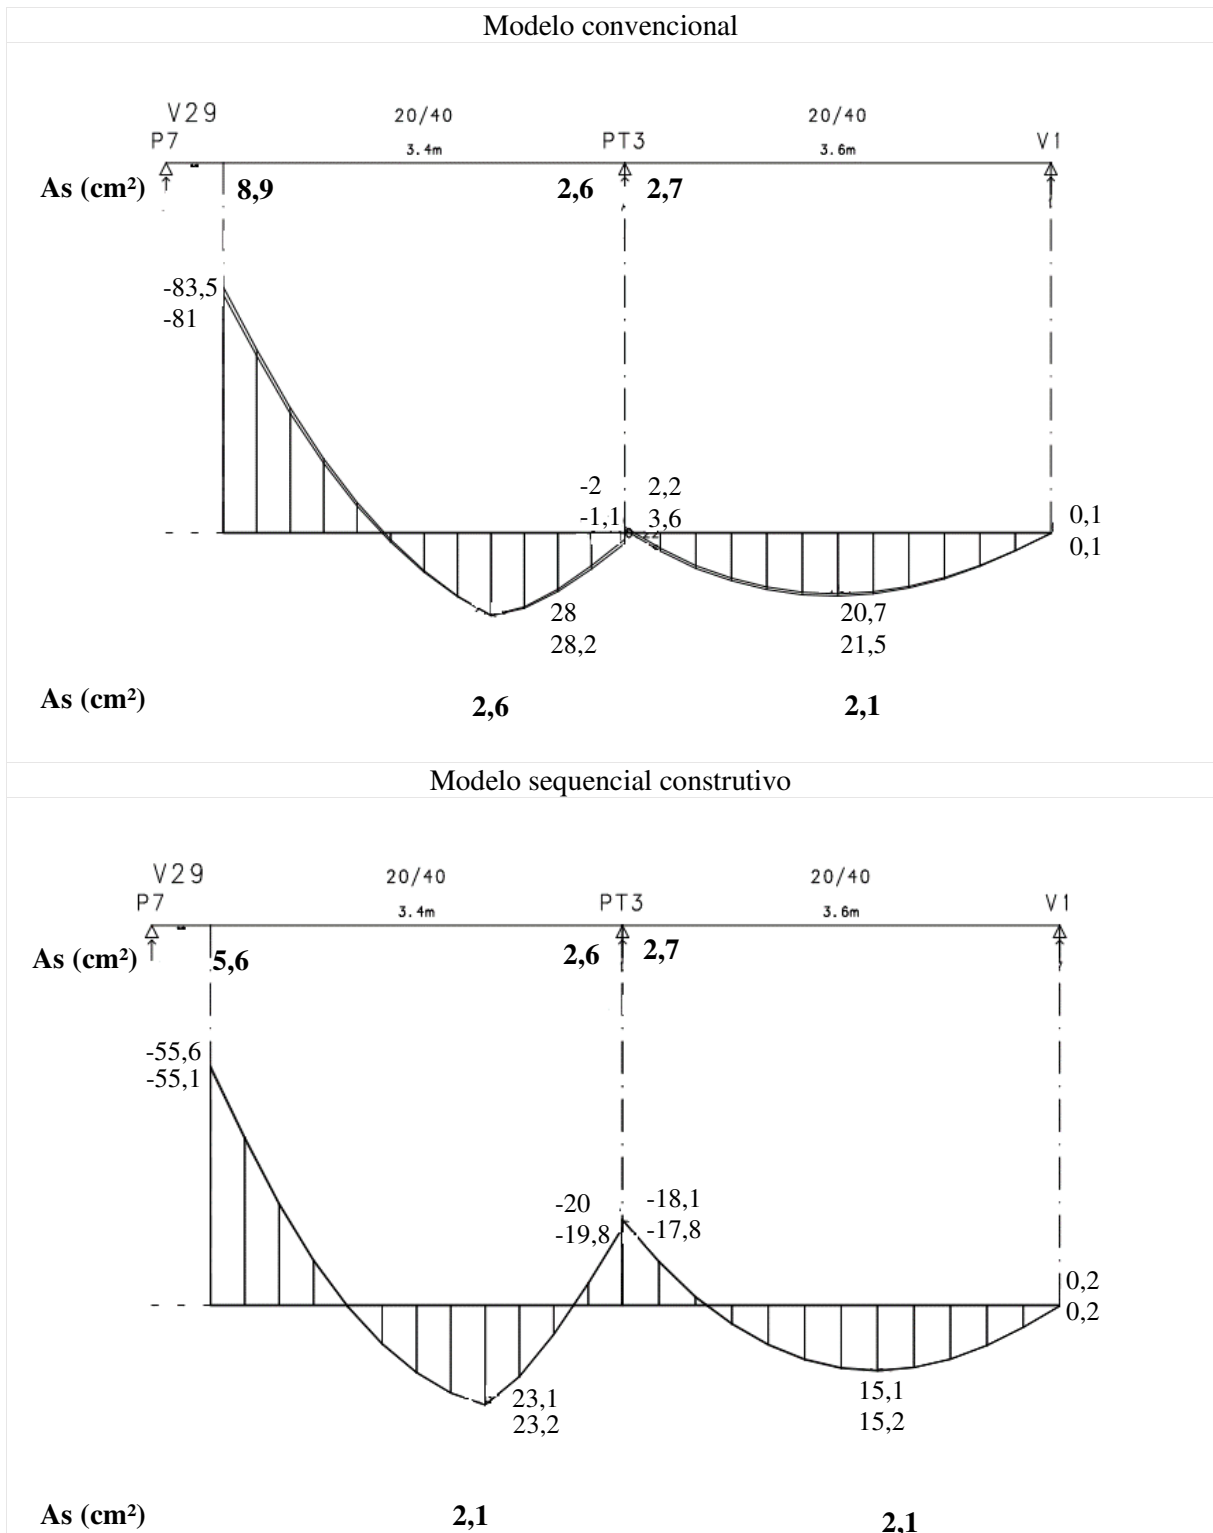 Modelo convencional
V29 20/40 20/40
P7 3.4m PT3 3.6m V1
As (cm²) 8,9 2,6 2,7
-83,5
-81
-2 2,2
-1,1 3,6
0,1
0,1
28 20,7
28,2 21,5
As (cm²) 2,6 2,1
Modelo sequencial construtivo
V29 20/40 20/40
P7 3.4m PT3 3.6m V1
As (cm²) 5,6 2,6 2,7
-55,6
-55,1
-20 -18,1
-19,8 -17,8
0,2
0,2
23,1 15,1
23,2 15,2
As (cm²) 2,1 2,1